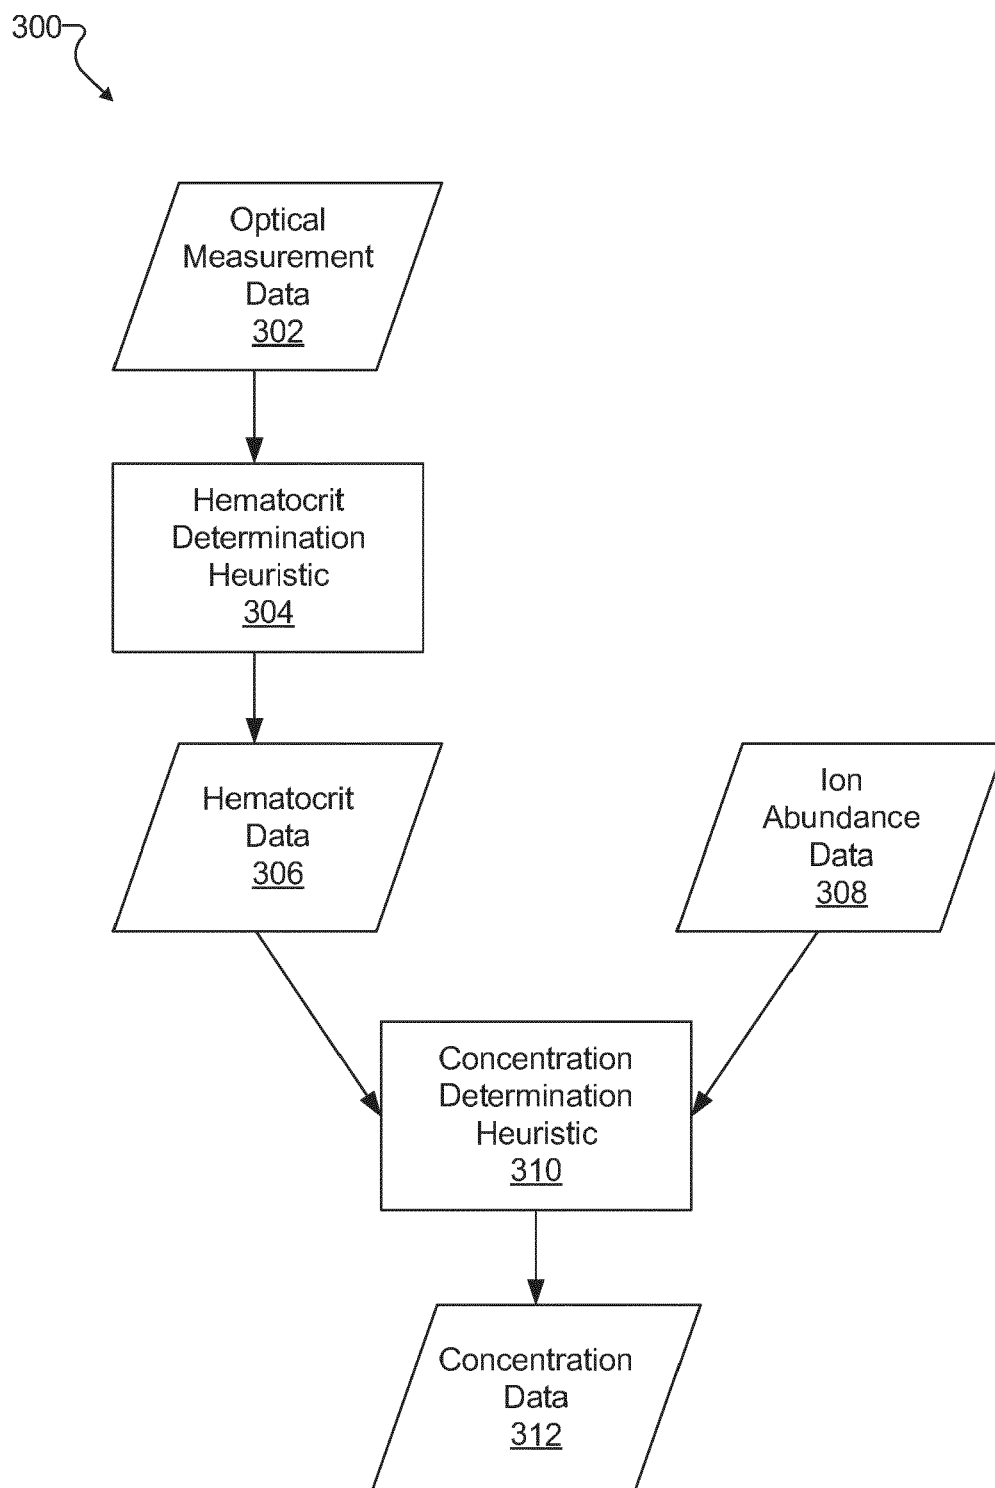 300
Optical
Measurement
Data
302
Hematocrit
Determination
Heuristic
304
Hematocrit
Data
306
Ion
Abundance
Data
308
Concentration
Determination
Heuristic
310
Concentration
Data
312